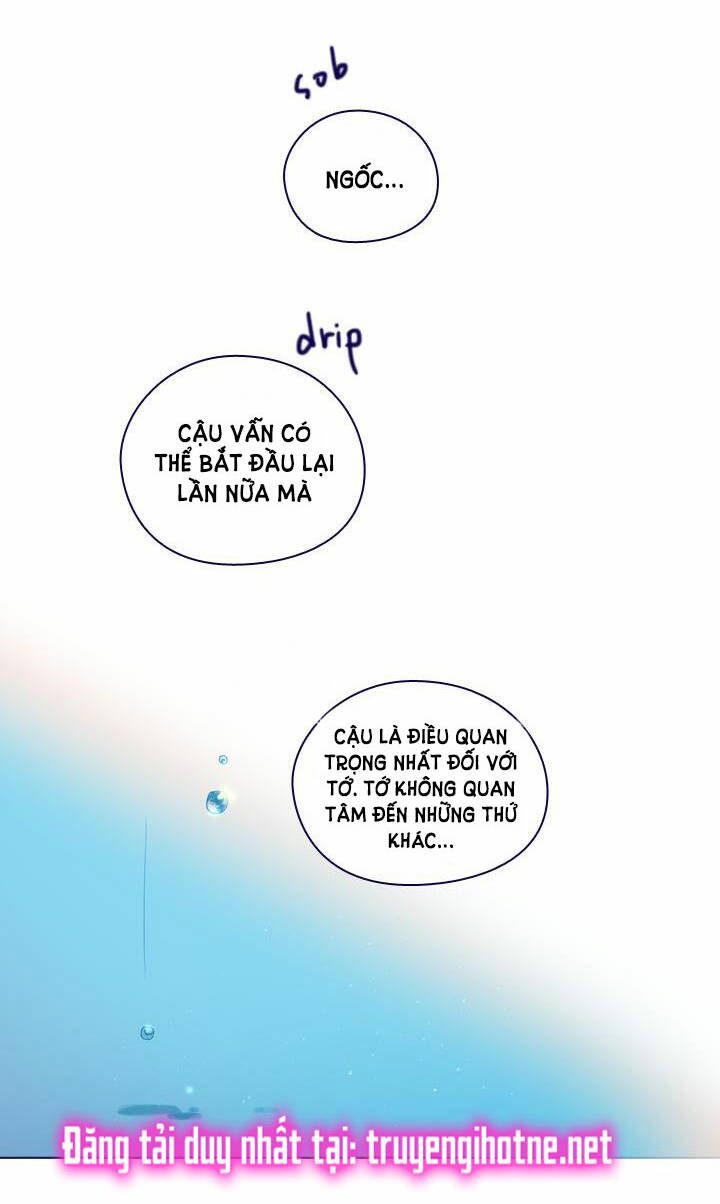 sob
NGỐC...
drip
CẬU VẪN CÓ
THỂ BẮT ĐẦU LẠI
LẦN NỮA MÀ
CẬU LÀ ĐIỀU QUAN
TRỌNG NHẤT ĐỐI VỚI
TỚ. TỚ KHÔNG QUAN
TÂM ĐẾN NHỮNG THỨ
KHÁC...
Đăng tải duy nhất tại: truyengihotne.net